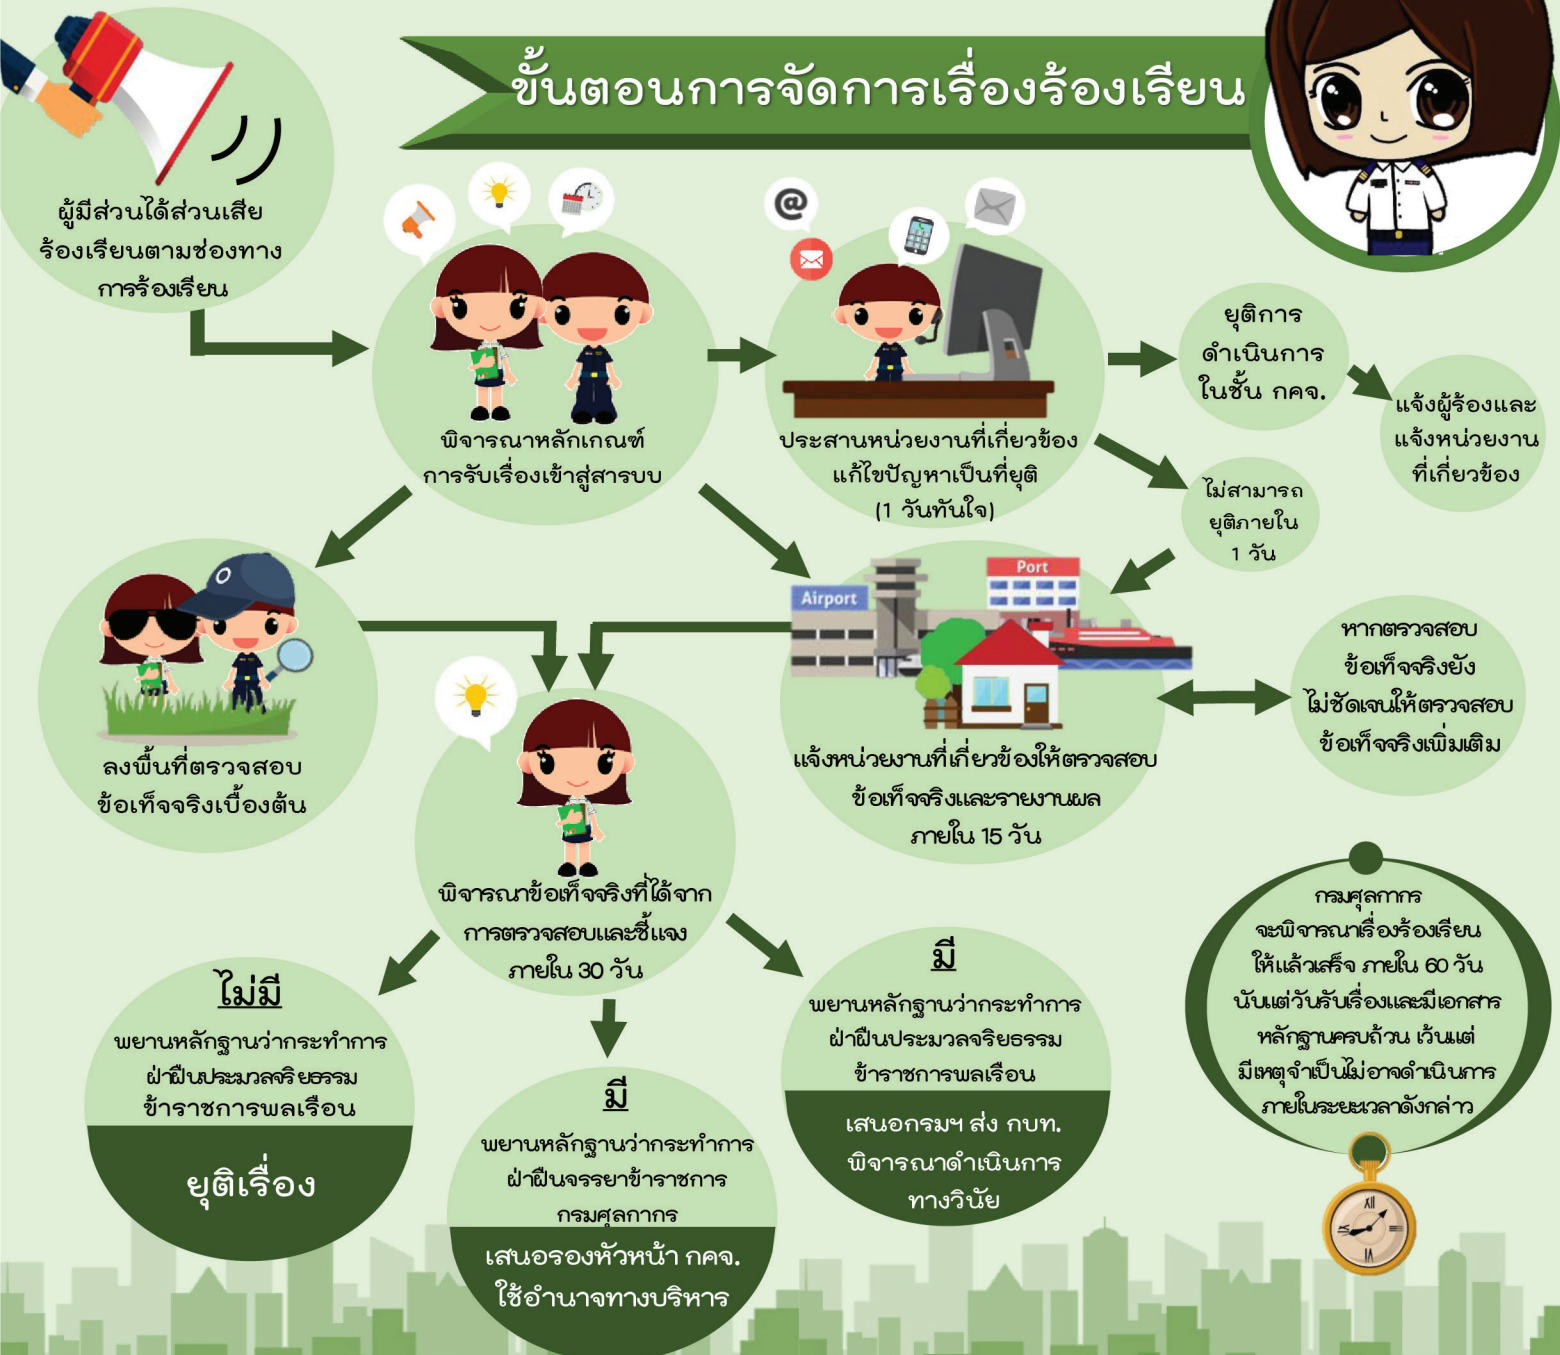 ขั้นตอนการจัดการเรื่องร้องเรียน
ผู้มีส่วนได้ส่วนเสีย
ร้องเรียนตามช่องทาง
การร้องเรียน
พิจารณาหลักเกณฑ์
การรับเรื่องเข้าสู่สารบบ
@
ประสานหน่วยงานที่เกี่ยวข้อง
แก้ไขปัญหาเป็นที่ยุติ
(1 วันทันใจ)
ยุติการ
ดำเนินการ
ในชั้น กคจ.
แจ้งผู้ร้องและ
แจ้งหน่วยงาน
ที่เกี่ยวข้อง
ไม่สามารถ
ยุติภายใน
1 วัน
ลงพื้นที่ตรวจสอบ
ข้อเท็จจริงเบื้องต้น
Airport
Port
แจ้งหน่วยงานที่เกี่ยวข้องให้ตรวจสอบ
ข้อเท็จจริงและรายงานผล
ภายใน 15 วัน
หากตรวจสอบ
ข้อเท็จจริงยัง
ไม่ชัดเจนให้ตรวจสอบ
ข้อเท็จจริงเพิ่มเติม
พิจารณาข้อเท็จจริงที่ได้จาก
การตรวจสอบและชี้แจง
ภายใน 30 วัน
ไม่มี
พยานหลักฐานว่ากระทำการ
ฝ่าฝืนประมวลจริยธรรม
ข้าราชการพลเรือน
ยุติเรื่อง
มี
พยานหลักฐานว่ากระทำการ
ฝ่าฝืนจรรยาข้าราชการ
กรมศุลกากร
เสนอรองหัวหน้า กคจ.
ใช้อำนาจทางบริหาร
มี
พยานหลักฐานว่ากระทำการ
ฝ่าฝืนประมวลจริยธรรม
ข้าราชการพลเรือน
เสนอกรมฯ ส่ง กบท.
พิจารณาดำเนินการ
ทางวินัย
กรมศุลกากร
จะพิจารณาเรื่องร้องเรียน
ให้แล้วเสร็จ ภายใน 60 วัน
นับแต่วันรับเรื่องและมีเอกสาร
หลักฐานครบถ้วน เว้นแต่
มีเหตุจำเป็นไม่อาจดำเนินการ
ภายในระยะเวลาดังกล่าว
XII